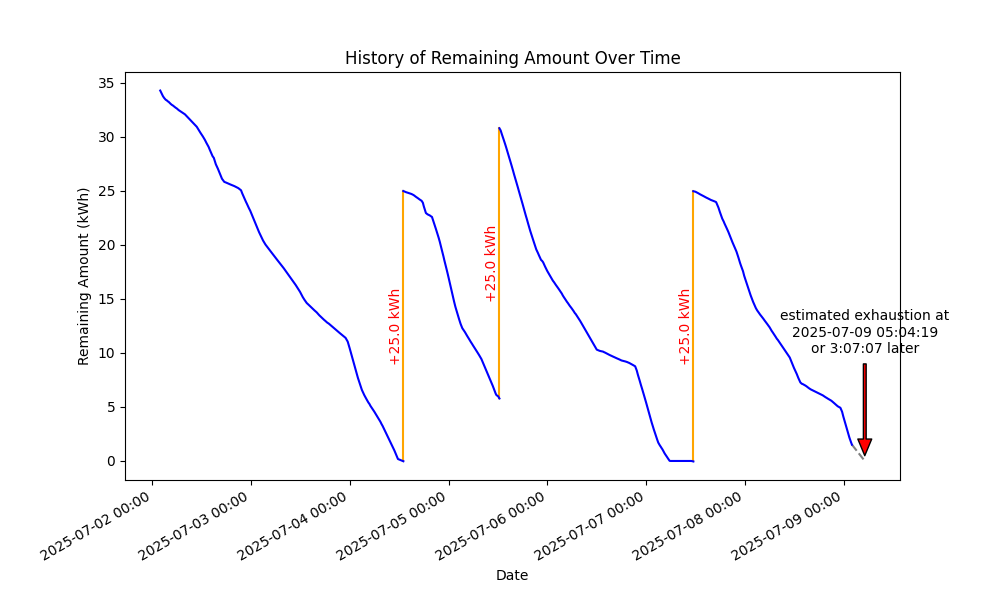 History of Remaining Amount Over Time
Remaining Amount (kWh)
35
30
25
20
15
10
5
0
+25.0 kWh
+25.0 kWh
+25.0 kWh
estimated exhaustion at
2025-07-09 05:04:19
or 3:07:07 later
2025-07-02 00:00
2025-07-03 00:00
2025-07-04 00:00
2025-07-05 00:00
2025-07-06 00:00
2025-07-07 00:00
2025-07-08 00:00
2025-07-09 00:00
Date